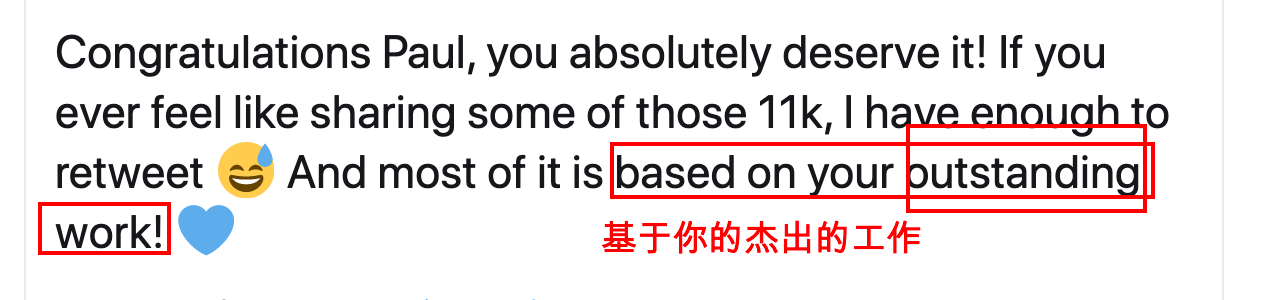 Congratulations Paul, you absolutely deserve it! If you
ever feel like sharing some of those 11k, I have enough to
retweet 😅 And most of it is based on your outstanding
work! 💙
基于你的杰出的工作